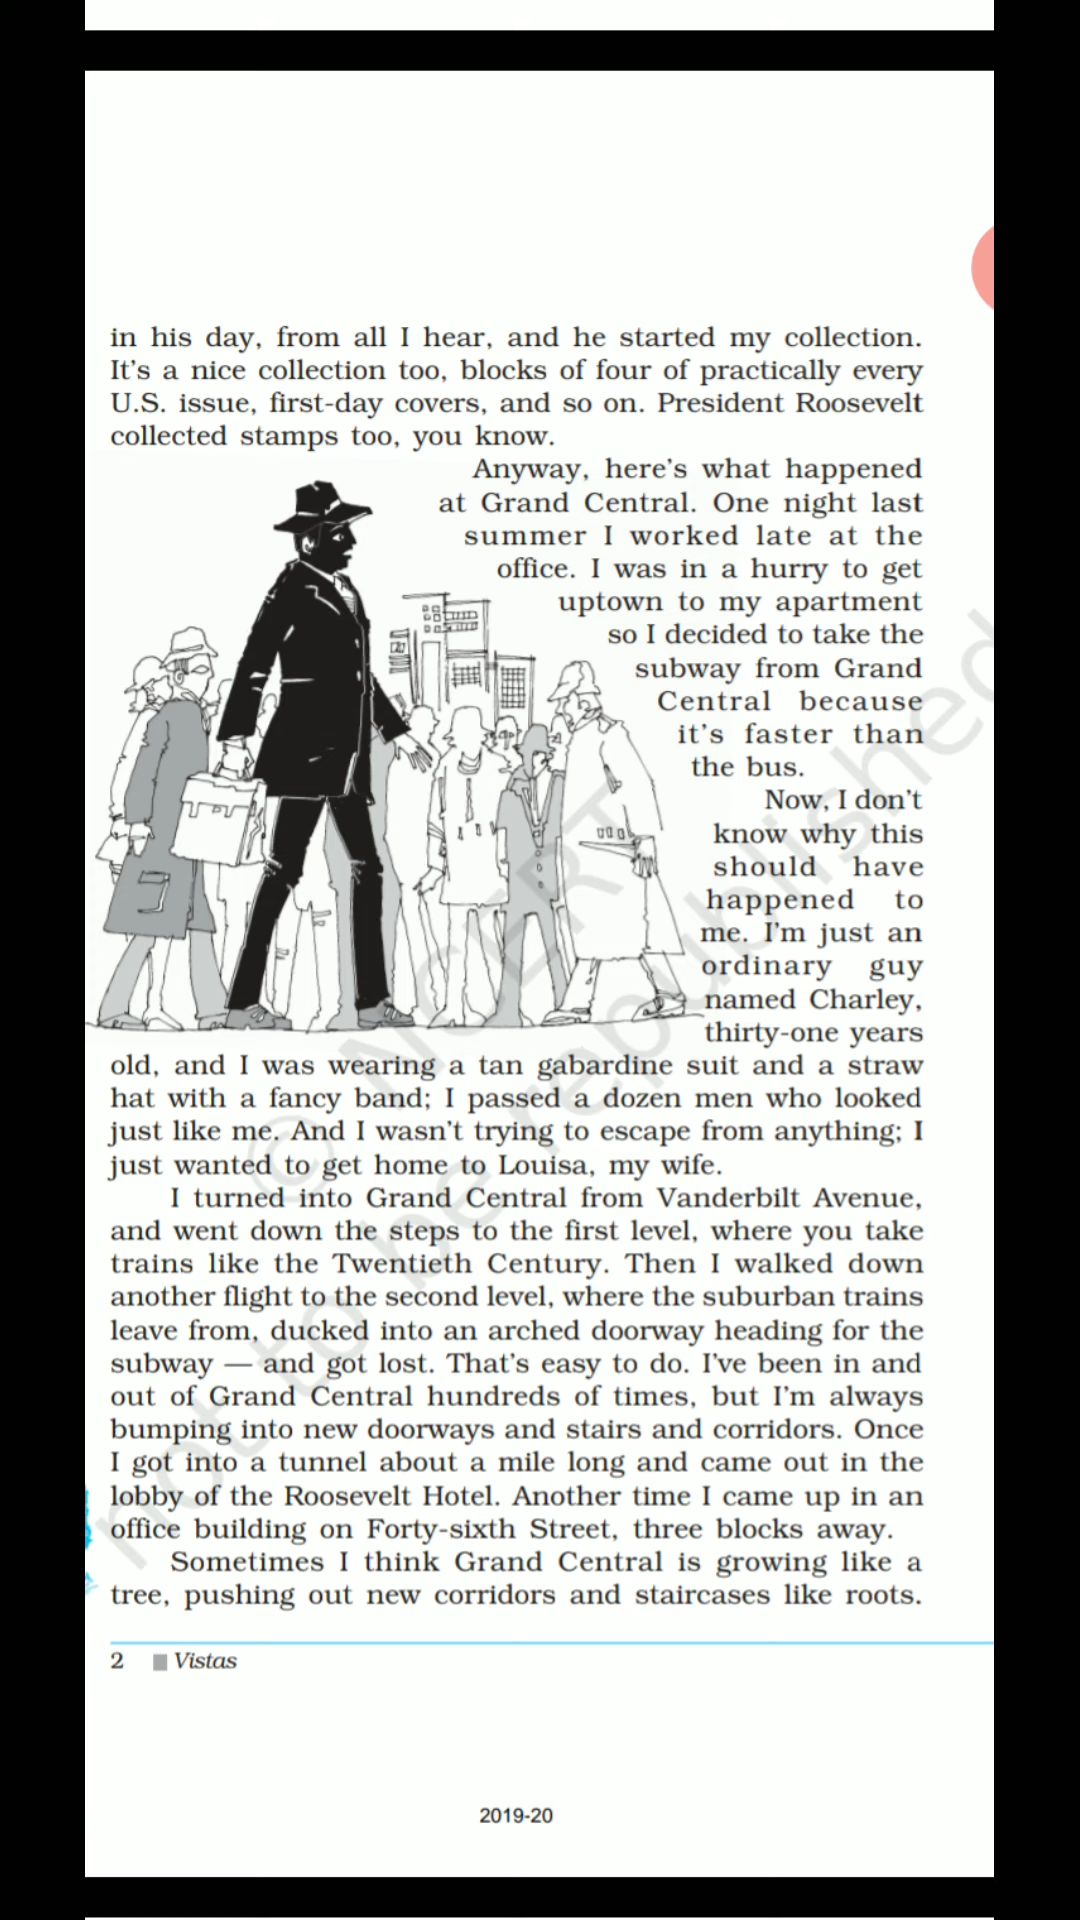 in his day, from all I hear, and he started my collection.
It's a nice collection too, blocks of four of practically every
U.S. issue, first-day covers, and so on. President Roosevelt
collected stamps too, you know.
Anyway, here's what happened
at Grand Central. One night last
summer I worked late at the
office. I was in a hurry to get
uptown to my apartment
so I decided to take the
subway from Grand
Central because
it's faster than
the bus.
Now, I don't
know why this
should have
happened to
me. I'm just an
ordinary guy
named Charley,
thirty-one years
old, and I was wearing a tan gabardine suit and a straw
hat with a fancy band; I passed a dozen men who looked
just like me. And I wasn't trying to escape from anything; I
just wanted to get home to Louisa, my wife.
I turned into Grand Central from Vanderbilt Avenue,
and went down the steps to the first level, where you take
trains like the Twentieth Century. Then I walked down
another flight to the second level, where the suburban trains
leave from, ducked into an arched doorway heading for the
subway — and got lost. That's easy to do. I've been in and
out of Grand Central hundreds of times, but I'm always
bumping into new doorways and stairs and corridors. Once
I got into a tunnel about a mile long and came out in the
lobby of the Roosevelt Hotel. Another time I came up in an
office building on Forty-sixth Street, three blocks away.
Sometimes I think Grand Central is growing like a
tree, pushing out new corridors and staircases like roots.
2 Vistas
2019-20
© NCERT
not to be republished